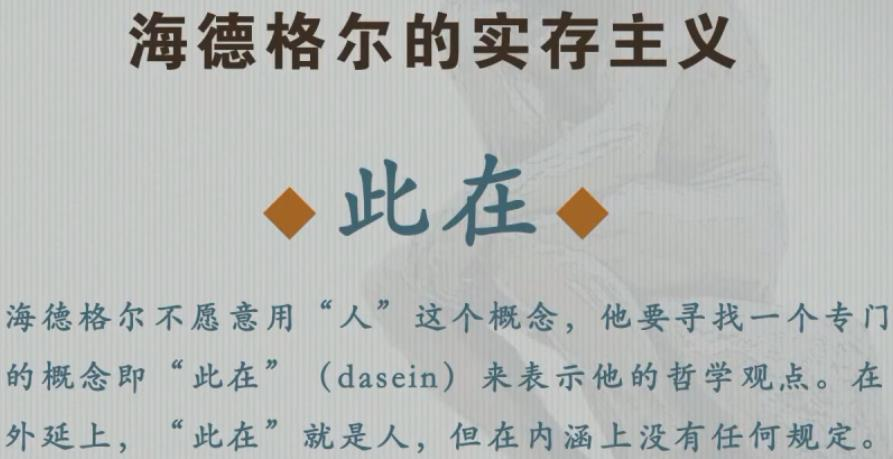 海德格尔的实存主义
此在
海德格尔不愿意用“人”这个概念，他要寻找一个专门
的概念即“此在”（dasein）来表示他的哲学观点。在
外延上，“此在”就是人，但在内涵上没有任何规定。